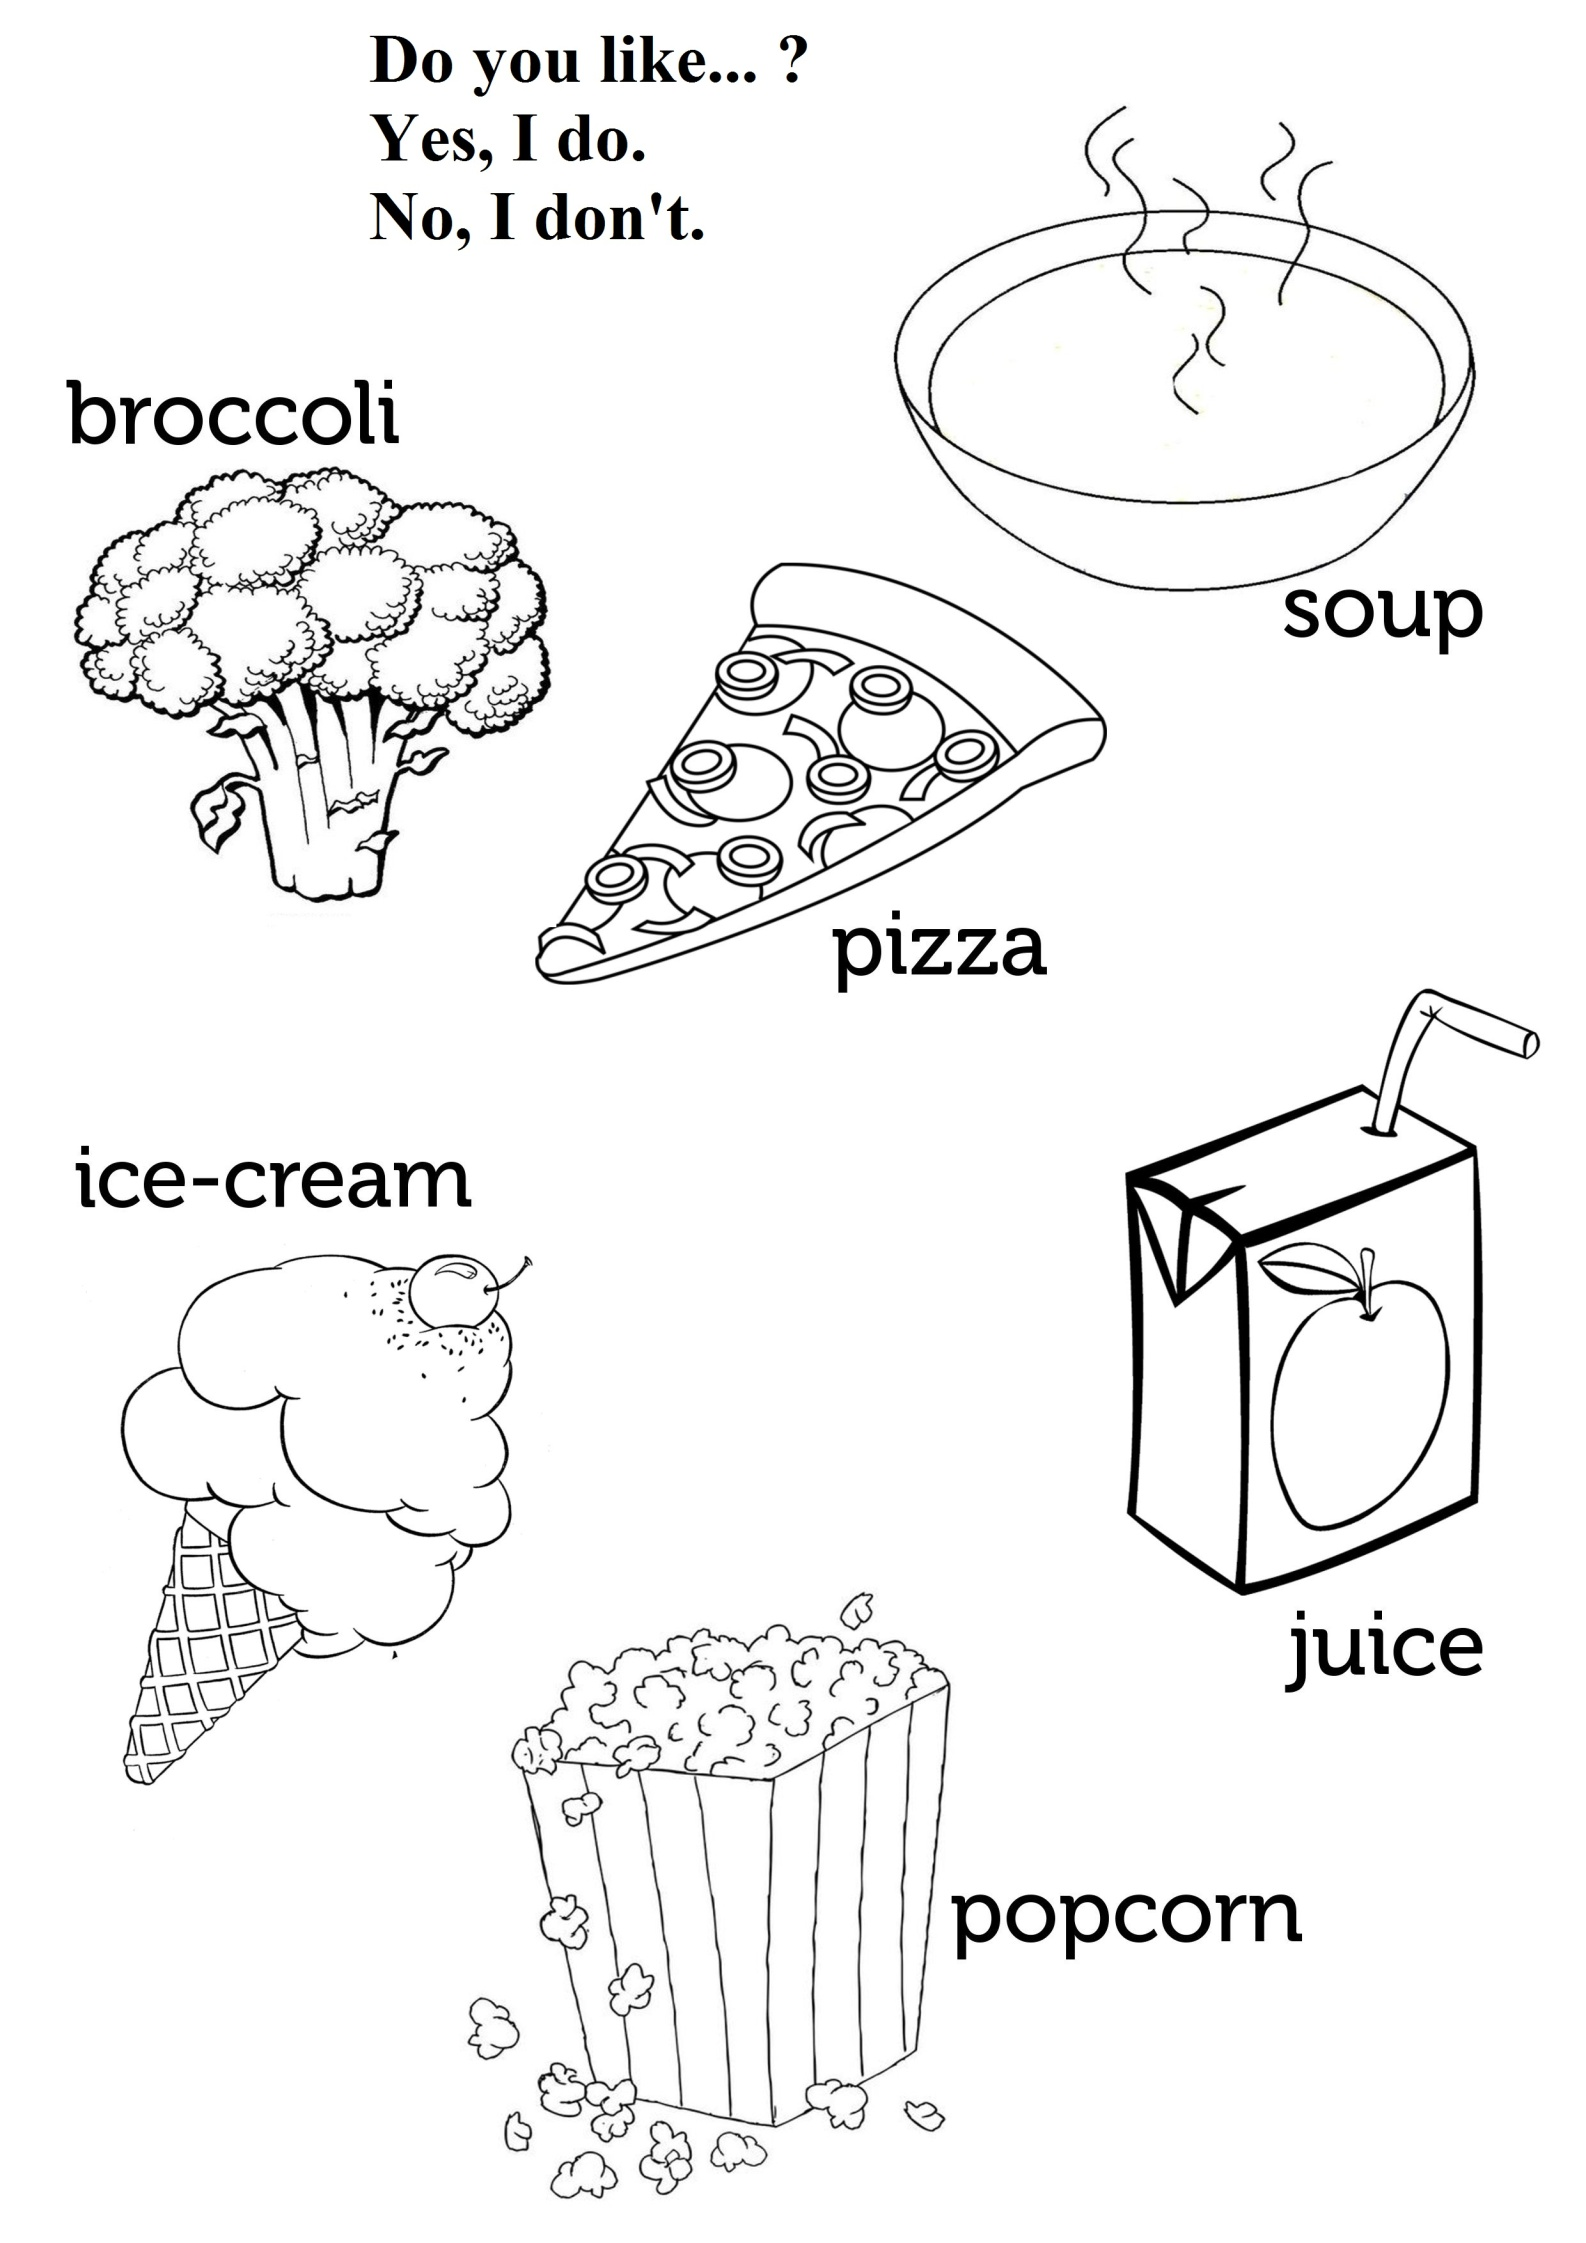 Do you like... ?
Yes, I do.
No, I don't.
broccoli
soup
pizza
ice-cream
juice
popcorn